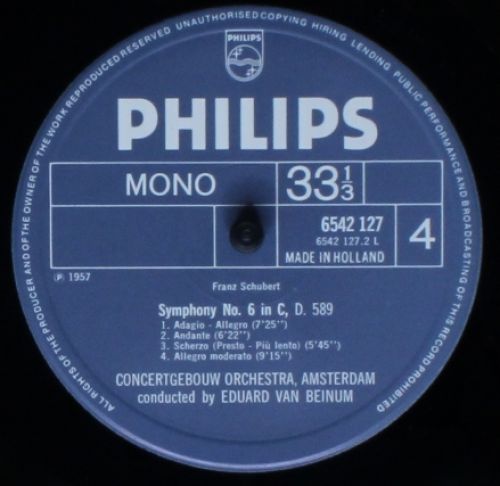 ALL RIGHTS OF THE PRODUCER AND OF THE OWNER OF THE WORK REPRODUCED RESERVED UNAUTHORISED COPYING HIRING LENDING PUBLIC PERFORMANCE AND BROADCASTING OF THIS RECORD PROHIBITED
PHILIPS
PHILIPS
MONO
33 1/3
6542 127
6542 127.2 L
MADE IN HOLLAND
4
Ⓟ 1957
Franz Schubert
Symphony No. 6 in C, D. 589
1. Adagio - Allegro (7'25'')
2. Andante (6'22'')
3. Scherzo (Presto - Più lento) (5'45'')
4. Allegro moderato (9'15'')
CONCERTGEBOUW ORCHESTRA, AMSTERDAM
conducted by EDUARD VAN BEINUM